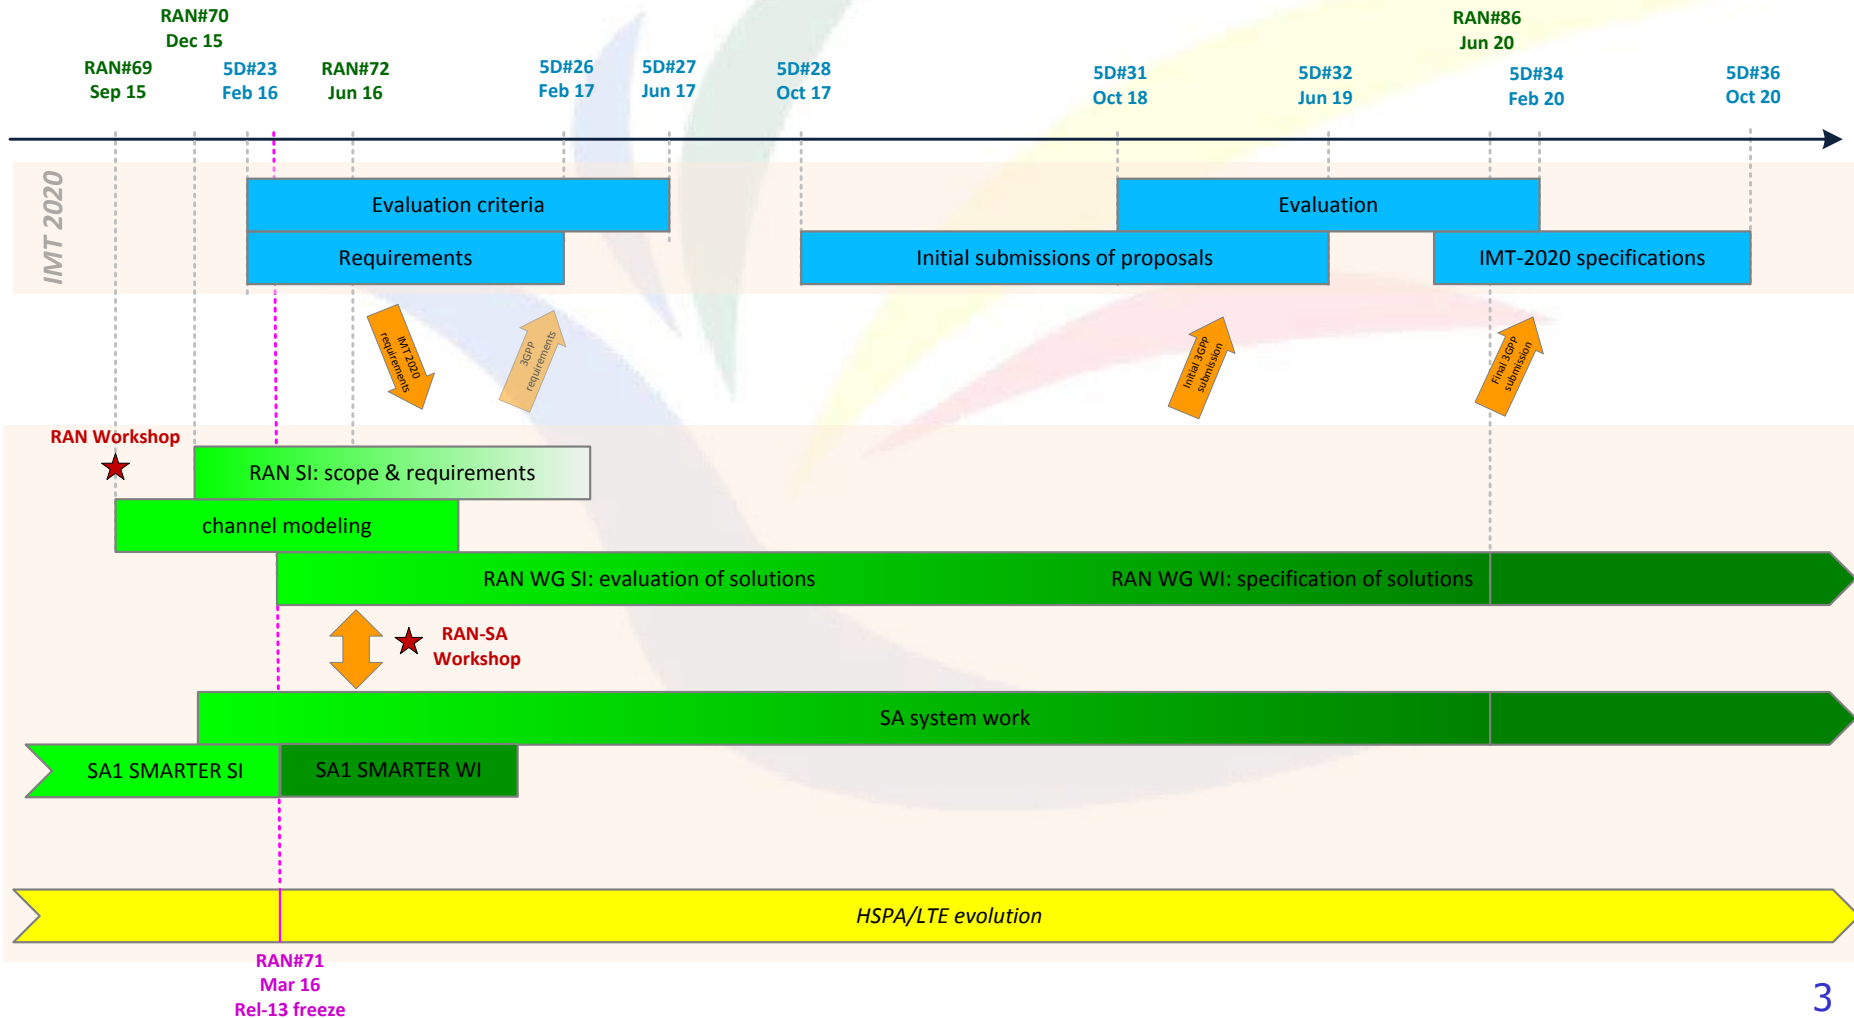 RAN#70
Dec 15
RAN#86
Jun 20
RAN#69
Sep 15
5D#23
Feb 16
RAN#72
Jun 16
5D#26
Feb 17
5D#27
Jun 17
5D#28
Oct 17
5D#31
Oct 18
5D#32
Jun 19
5D#34
Feb 20
5D#36
Oct 20
IMT 2020
Evaluation criteria
Evaluation
Requirements
Initial submissions of proposals
IMT-2020 specifications
IMT 2020
requirements
3GPP
requirements
Initial 3GPP
submission
Final 3GPP
submission
RAN Workshop
RAN SI: scope & requirements
channel modeling
RAN WG SI: evaluation of solutions
RAN WG WI: specification of solutions
RAN-SA
Workshop
SA system work
SA1 SMARTER SI
SA1 SMARTER WI
HSPA/LTE evolution
RAN#71
Mar 16
Rel-13 freeze
3